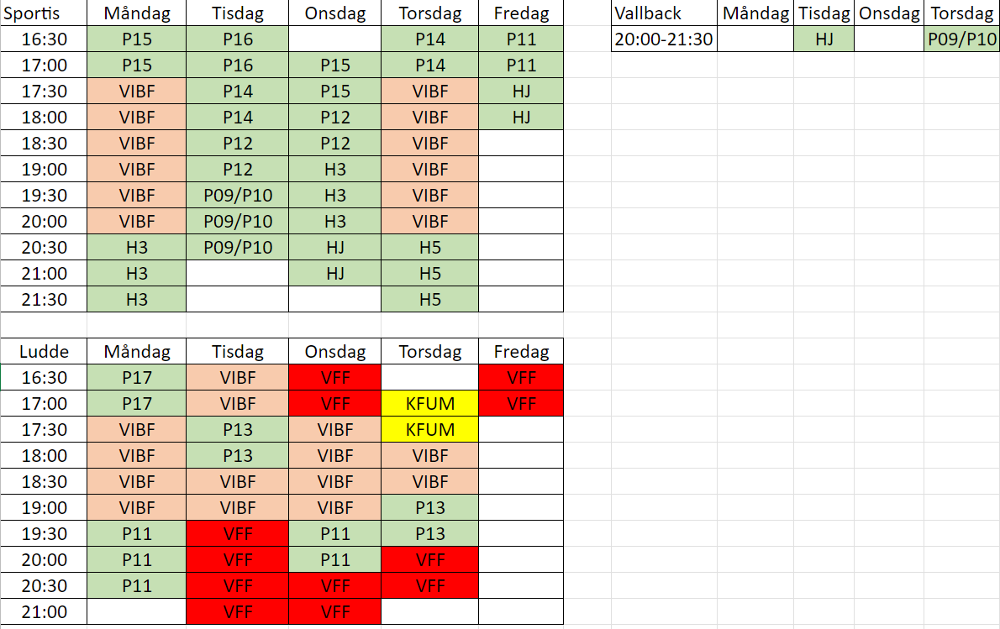 Sportis Måndag Tisdag Onsdag Torsdag Fredag Vallback Måndag Tisdag Onsdag Torsdag
16:30 P15 P16 P14 P11 20:00-21:30 HJ P09/P10
17:00 P15 P16 P15 P14 P11
17:30 VIBF P14 P15 VIBF HJ
18:00 VIBF P14 P12 VIBF HJ
18:30 VIBF P12 P12 VIBF
19:00 VIBF P12 H3 VIBF
19:30 VIBF P09/P10 H3 VIBF
20:00 VIBF P09/P10 H3 VIBF
20:30 H3 P09/P10 HJ H5
21:00 H3 HJ H5
21:30 H3 H5
Ludde Måndag Tisdag Onsdag Torsdag Fredag
16:30 P17 VIBF VFF VFF
17:00 P17 VIBF VFF KFUM VFF
17:30 VIBF P13 VIBF KFUM
18:00 VIBF P13 VIBF VIBF
18:30 VIBF VIBF VIBF VIBF
19:00 VIBF VIBF VIBF P13
19:30 P11 VFF P11 P13
20:00 P11 VFF P11 VFF
20:30 P11 VFF VFF VFF
21:00 VFF VFF